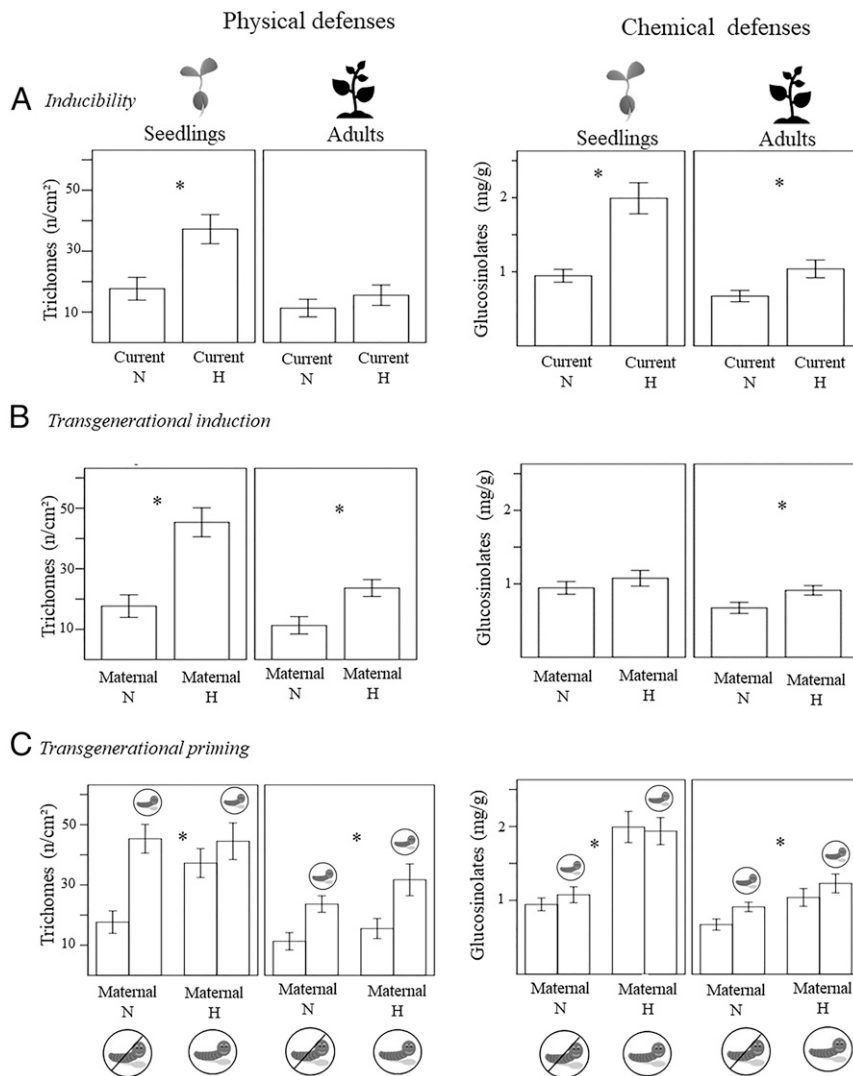 Physical defenses
Chemical defenses
A Inducibility
Seedlings
Adults
Seedlings
Adults
Trichomes (n/cm²)
50
30
10
*
Current
N
Current
H
Current
N
Current
H
Glucosinolates (mg/g)
2
1
*
*
Current
N
Current
H
Current
N
Current
H
B Transgenerational induction
Trichomes (n/cm²)
50
30
10
*
*
Maternal
N
Maternal
H
Maternal
N
Maternal
H
Glucosinolates (mg/g)
2
1
*
Maternal
N
Maternal
H
Maternal
N
Maternal
H
C Transgenerational priming
Trichomes (n/cm²)
50
30
10
*
*
Maternal
N
Maternal
H
Maternal
N
Maternal
H
Glucosinolates (mg/g)
2
1
*
*
Maternal
N
Maternal
H
Maternal
N
Maternal
H